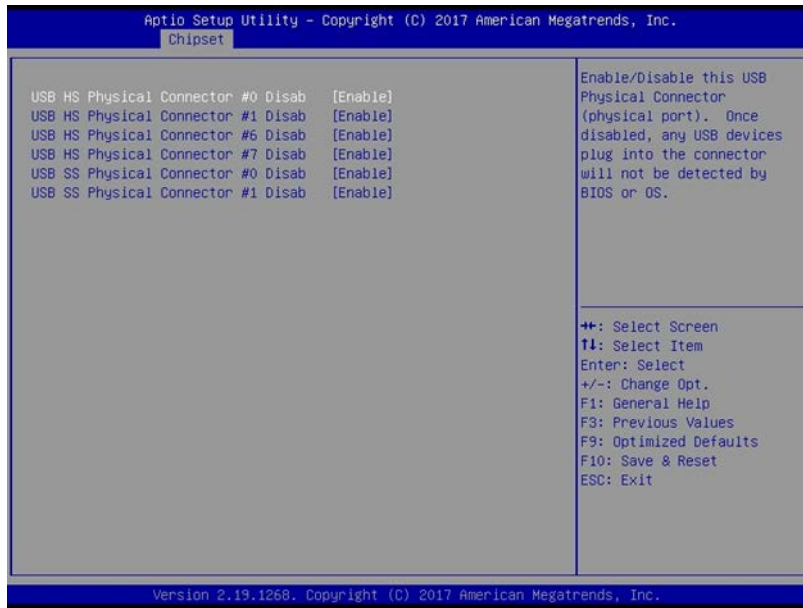 Aptio Setup Utility – Copyright (C) 2017 American Megatrends, Inc.
Chipset
USB HS Physical Connector #0 Disab [Enable]
USB HS Physical Connector #1 Disab [Enable]
USB HS Physical Connector #6 Disab [Enable]
USB HS Physical Connector #7 Disab [Enable]
USB SS Physical Connector #0 Disab [Enable]
USB SS Physical Connector #1 Disab [Enable]
Enable/Disable this USB
Physical Connector
(physical port). Once
disabled, any USB devices
plug into the connector
will not be detected by
BIOS or OS.
→←: Select Screen
↑↓: Select Item
Enter: Select
+/-: Change Opt.
F1: General Help
F3: Previous Values
F9: Optimized Defaults
F10: Save & Reset
ESC: Exit
Version 2.19.1268. Copyright (C) 2017 American Megatrends, Inc.